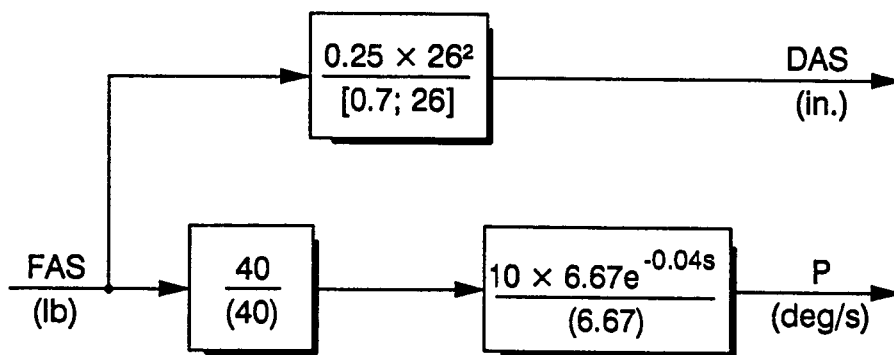 0.25 × 26²
[0.7; 26]
DAS
(in.)
FAS
(lb)
40
(40)
10 × 6.67e^-0.04s
(6.67)
P
(deg/s)